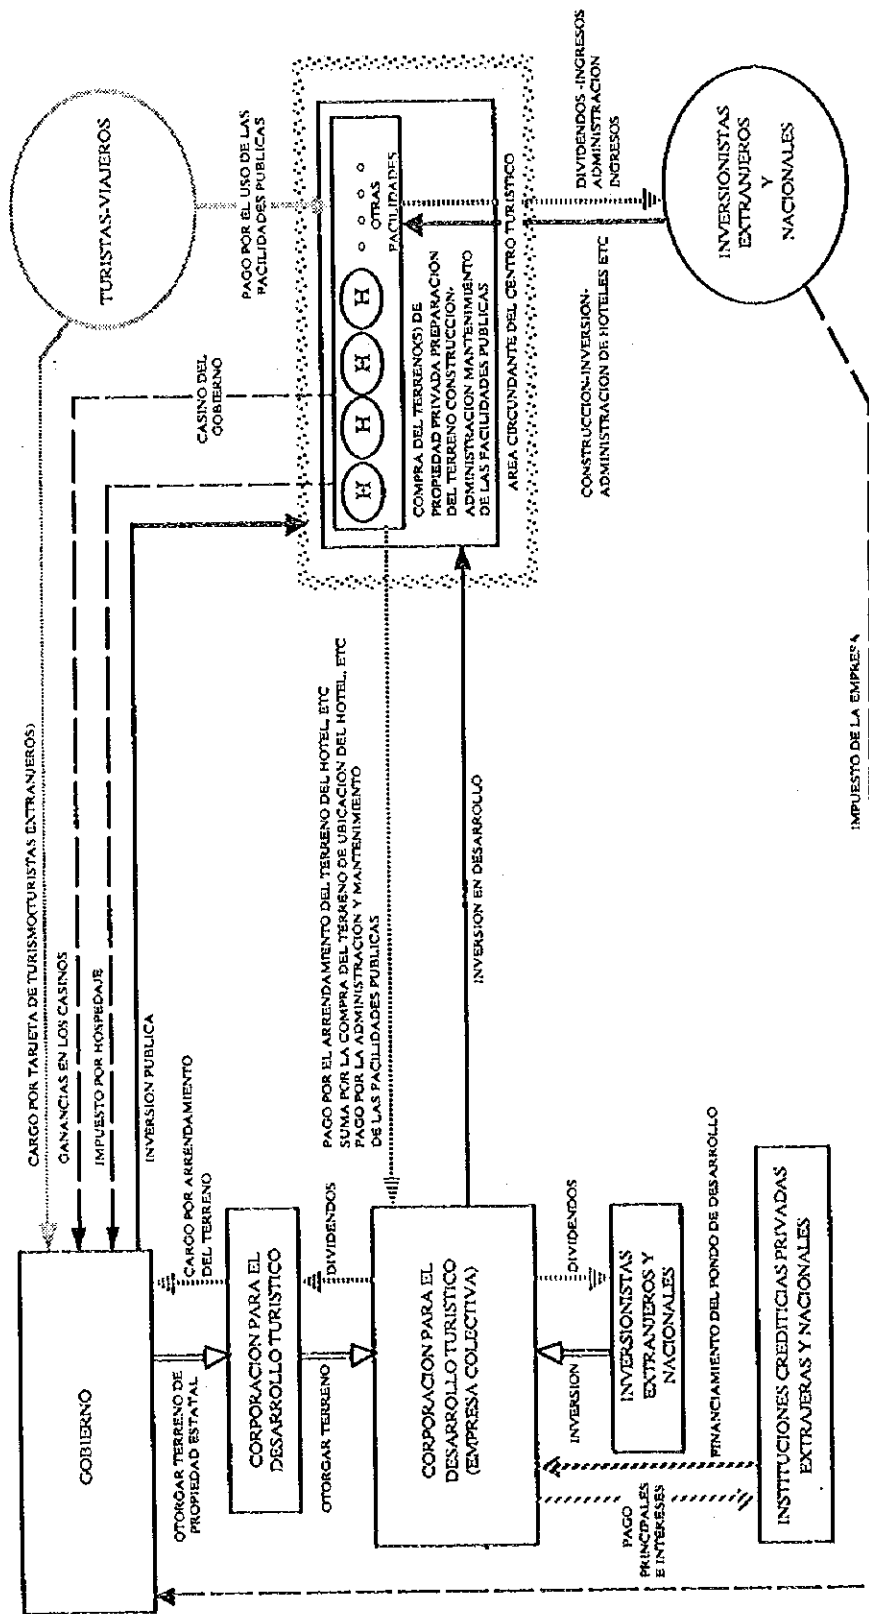 GOBIERNO
OTORGAR TERRENO DE
PROPIEDAD ESTATAL
CARGO POR ARRENDAMIENTO
DEL TERRENO
CORPORACION PARA EL
DESARROLLO TURISTICO
OTORGAR TERRENO
DIVIDENDOS
CORPORACION PARA EL
DESARROLLO TURISTICO
(EMPRESA COLECTIVA)
INVERSION
DIVIDENDOS
INVERSIONISTAS
EXTRANJEROS Y
NACIONALES
PAGO
PRINCIPALES
E INTERESES
FINANCIAMIENTO DEL FONDO DE DESARROLLO
INSTITUCIONES CREDITICIAS PRIVADAS
EXTRAJERAS Y NACIONALES
CARGO POR TARJETA DE TURISMO(TURISTAS EXTRANJEROS)
GANANCIAS EN LOS CASINOS
IMPUESTO POR HOSPEDAJE
INVERSION PUBLICA
PAGO POR EL ARRENDAMIENTO DEL TERRENO DEL HOTEL, ETC
SUMA POR LA COMPRA DEL TERRENO DE UBICACION DEL HOTEL, ETC
PAGO POR LA ADMINISTRACIÓN Y MANTENIMIENTO
DE LAS FACILIDADES PUBLICAS
INVERSION EN DESARROLLO
IMPUESTO DE LA EMPRESA
TURISTAS-VIAJEROS
CASINO DEL
GOBIERNO
PAGO POR EL USO DE LAS
FACILIDADES PUBLICAS
H H H H
OTRAS
FACILIDADES
COMPRA DEL TERRENO(S) DE
PROPIEDAD PRIVADA PREPARACION
DEL TERRENO CONSTRUCCION-
ADMINISTRACION MANTENIMIENTO
DE LAS FACILIDADES PUBLICAS
AREA CIRCUNDANTE DEL CENTRO TURISTICO
CONSTRUCCION-INVERSION-
ADMINISTRACION DE HOTELES ETC
DIVIDENDOS -INGRESOS
ADMINISTRACION
INGRESOS
INVERSIONISTAS
EXTRANJEROS
Y
NACIONALES